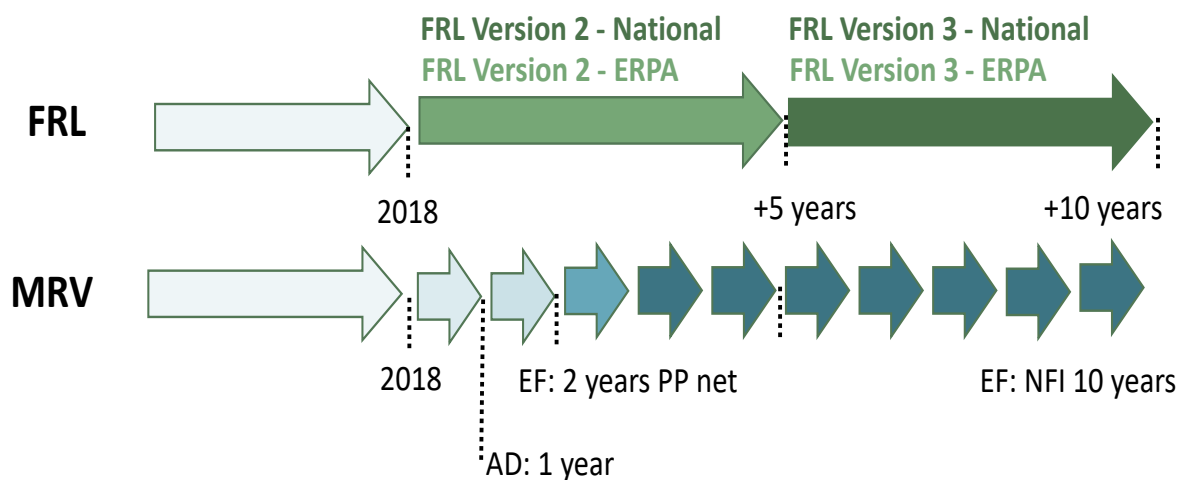 FRL Version 2 - National
FRL Version 2 - ERPA
FRL Version 3 - National
FRL Version 3 - ERPA
FRL
2018
+5 years
+10 years
MRV
2018
EF: 2 years PP net
EF: NFI 10 years
AD: 1 year